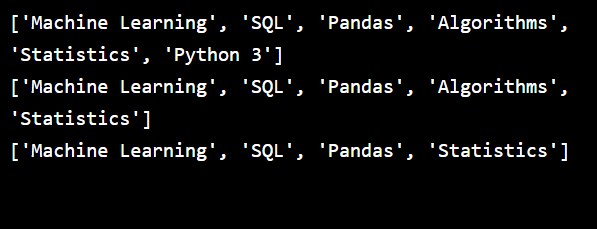 ['Machine Learning', 'SQL', 'Pandas', 'Algorithms',
'Statistics', 'Python 3']
['Machine Learning', 'SQL', 'Pandas', 'Algorithms',
'Statistics']
['Machine Learning', 'SQL', 'Pandas', 'Statistics']